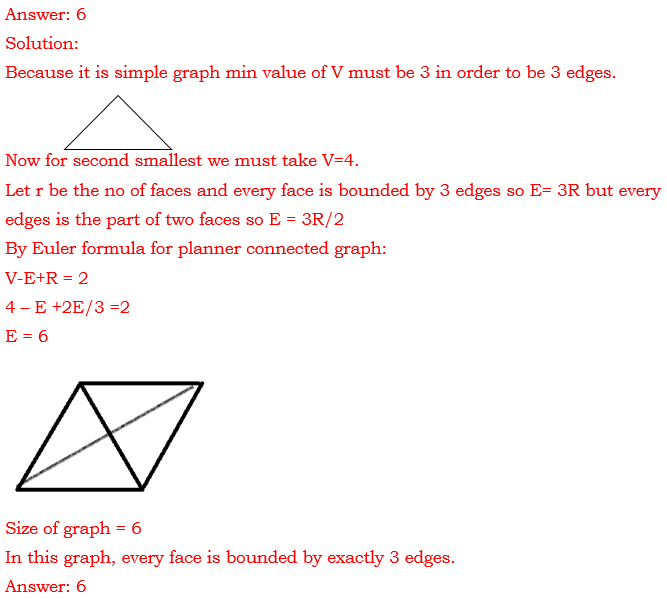 Answer: 6
Solution:
Because it is simple graph min value of V must be 3 in order to be 3 edges.
Now for second smallest we must take V=4.
Let r be the no of faces and every face is bounded by 3 edges so E= 3R but every
edges is the part of two faces so E = 3R/2
By Euler formula for planner connected graph:
V-E+R = 2
4 – E +2E/3 =2
E = 6
Size of graph = 6
In this graph, every face is bounded by exactly 3 edges.
Answer: 6